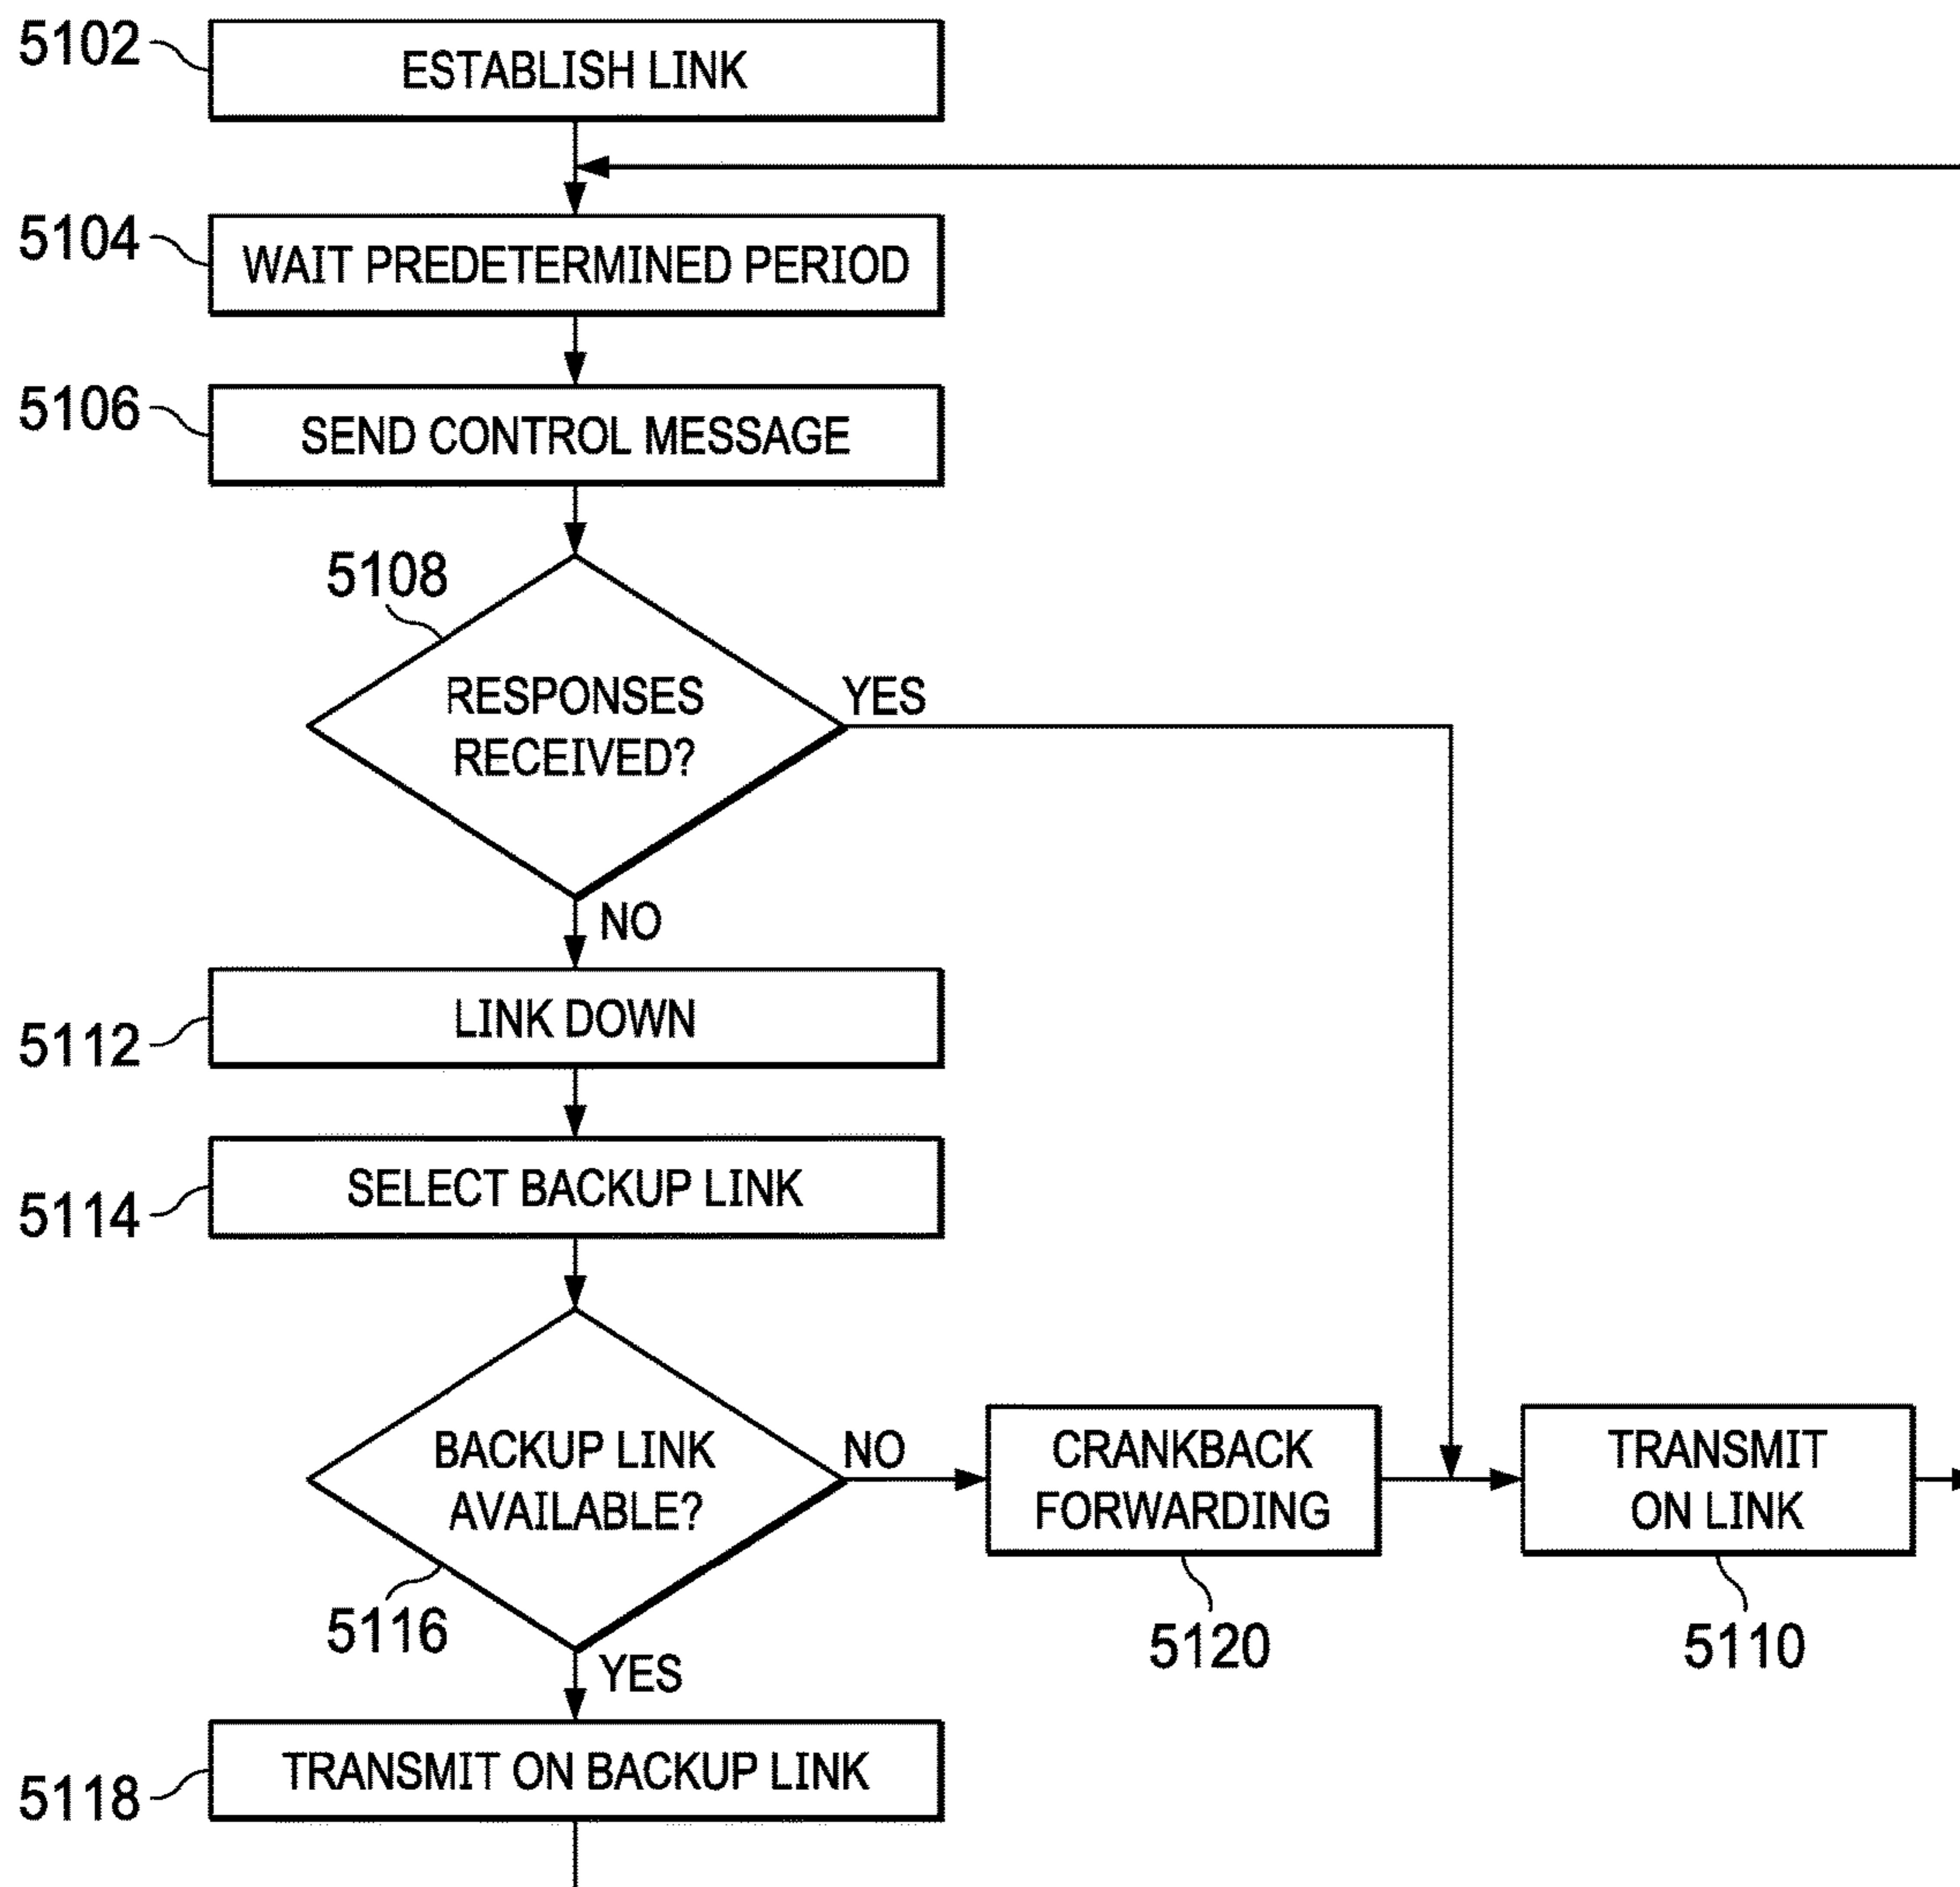 5102
ESTABLISH LINK
5104
WAIT PREDETERMINED PERIOD
5106
SEND CONTROL MESSAGE
5108
RESPONSES
RECEIVED?
YES
NO
5112
LINK DOWN
5114
SELECT BACKUP LINK
BACKUP LINK
AVAILABLE?
NO
CRANKBACK
FORWARDING
TRANSMIT
ON LINK
5116
5120
5110
YES
5118
TRANSMIT ON BACKUP LINK